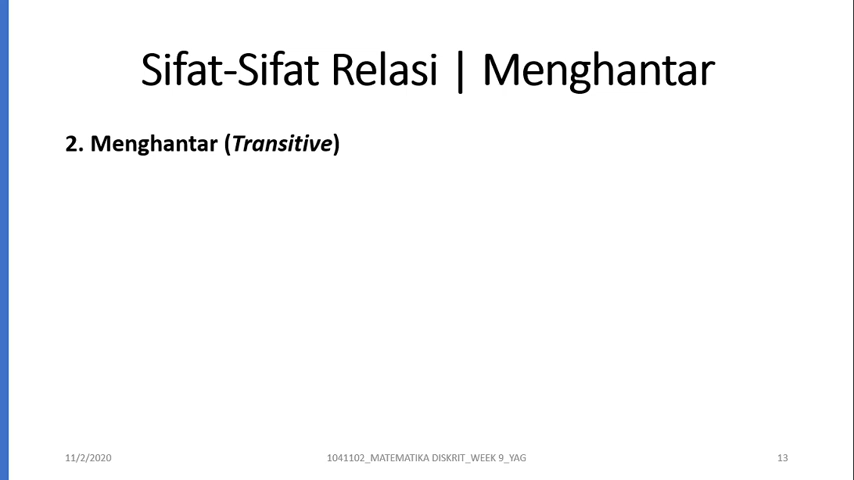 Sifat-Sifat Relasi | Menghantar
2. Menghantar (Transitive)
11/2/2020
1041102_MATEMATIKA DISKRIT_WEEK 9_YAG
13